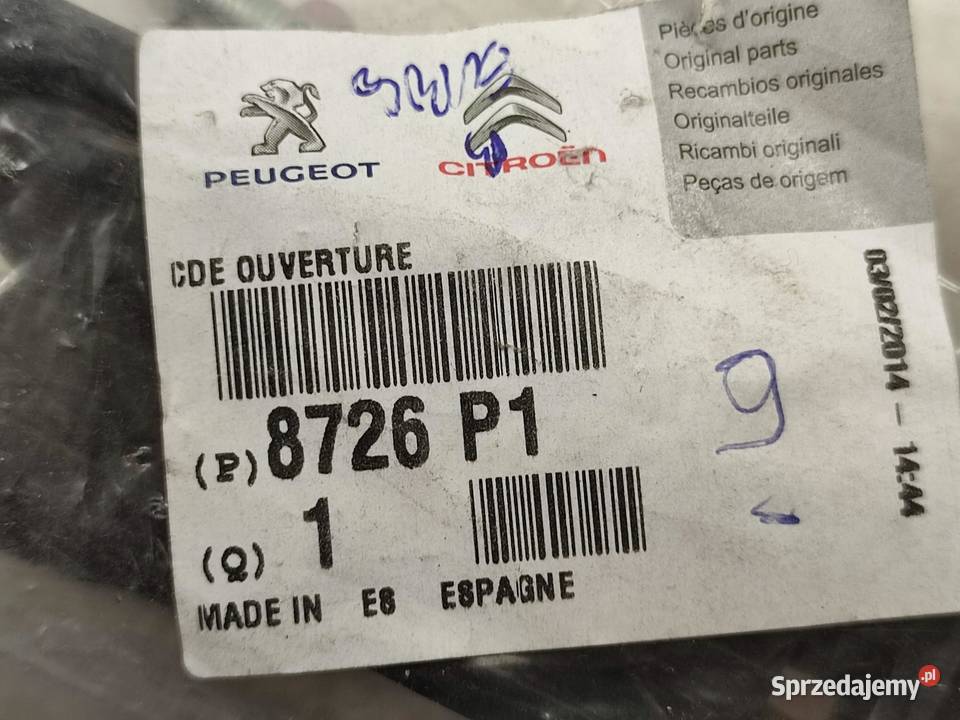 PEUGEOT
CITROËN
Pièces d'origine
Original parts
Recambios originales
Originalteile
Ricambi originali
Peças de origem
CDE OUVERTURE
(P) 8726 P1
(Q) 1
MADE IN ES ESPAGNE
03/02/2014 - 14:44
9
Sprzedajemy.pl